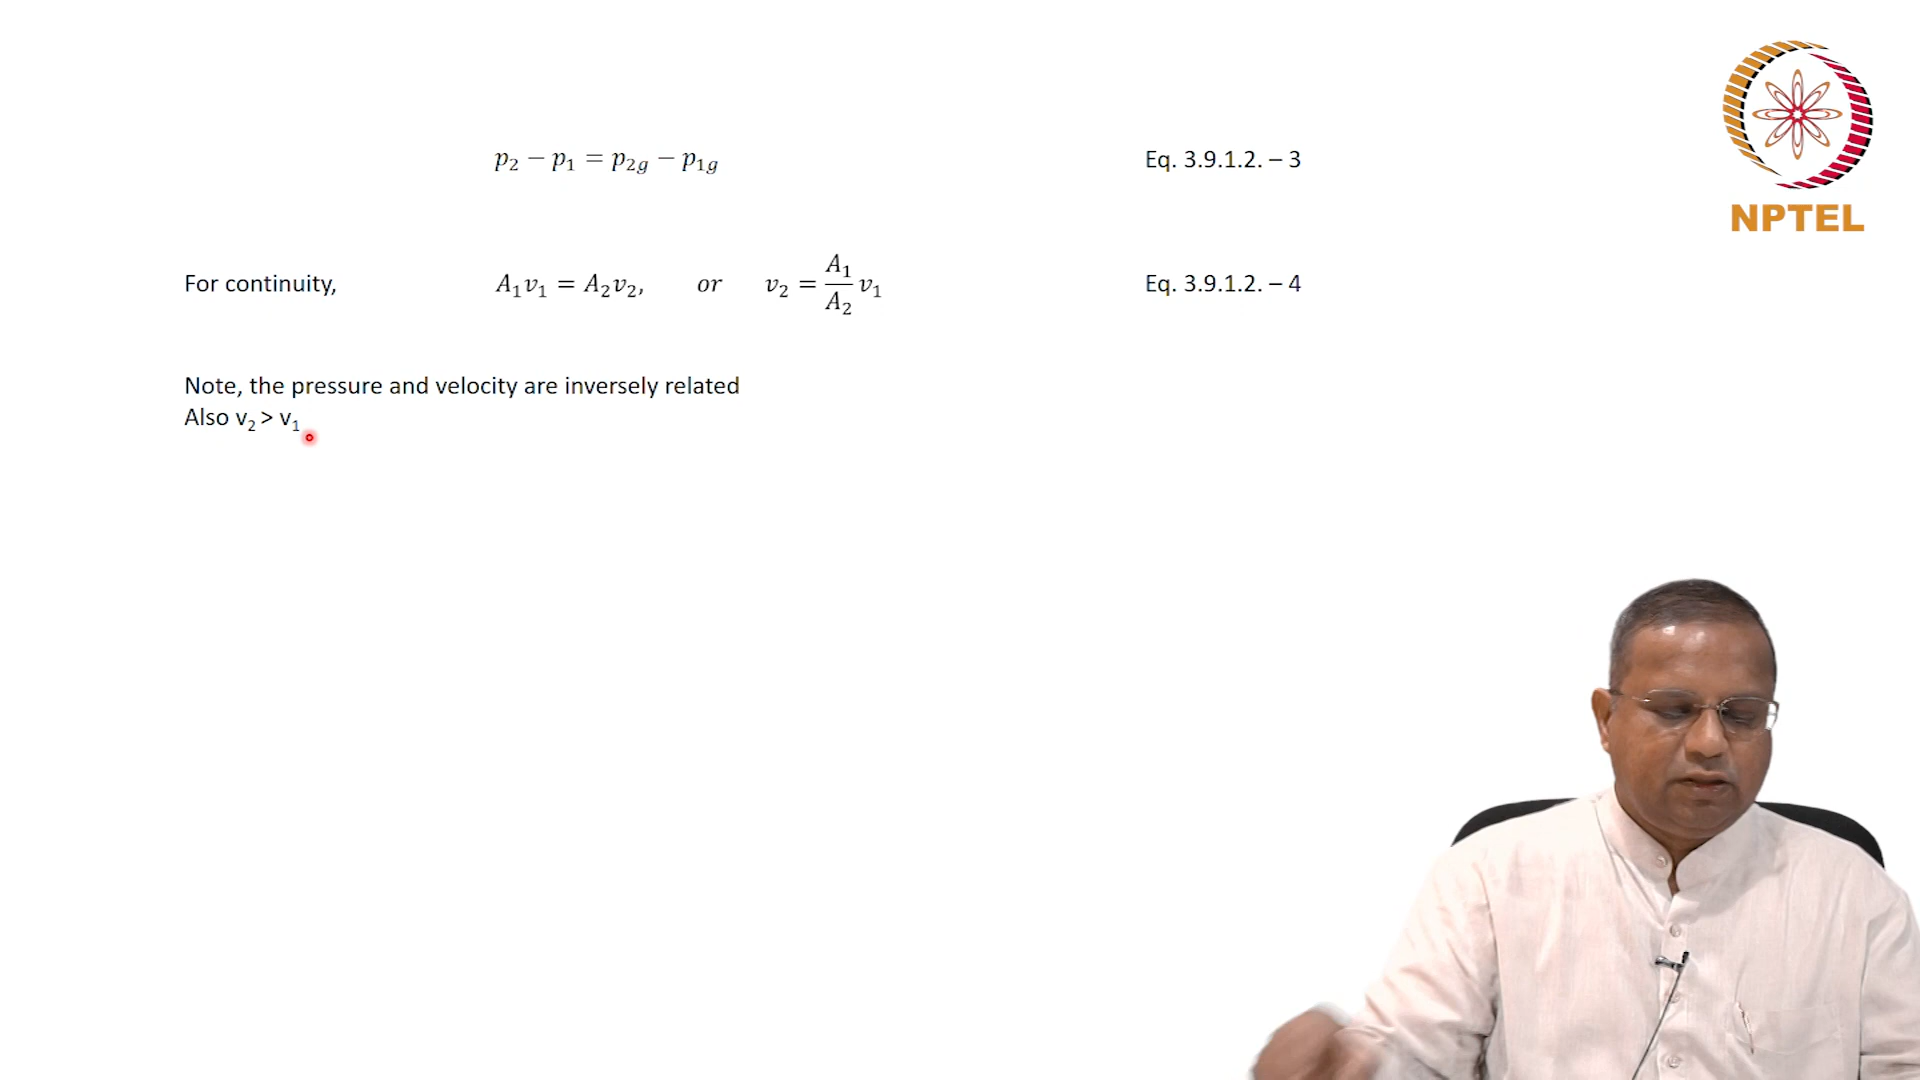 p₂ − p₁ = p₂g − p₁g Eq. 3.9.1.2. – 3
NPTEL
For continuity, A₁v₁ = A₂v₂, or v₂ = A₁/A₂ v₁ Eq. 3.9.1.2. – 4
Note, the pressure and velocity are inversely related
Also v₂ > v₁